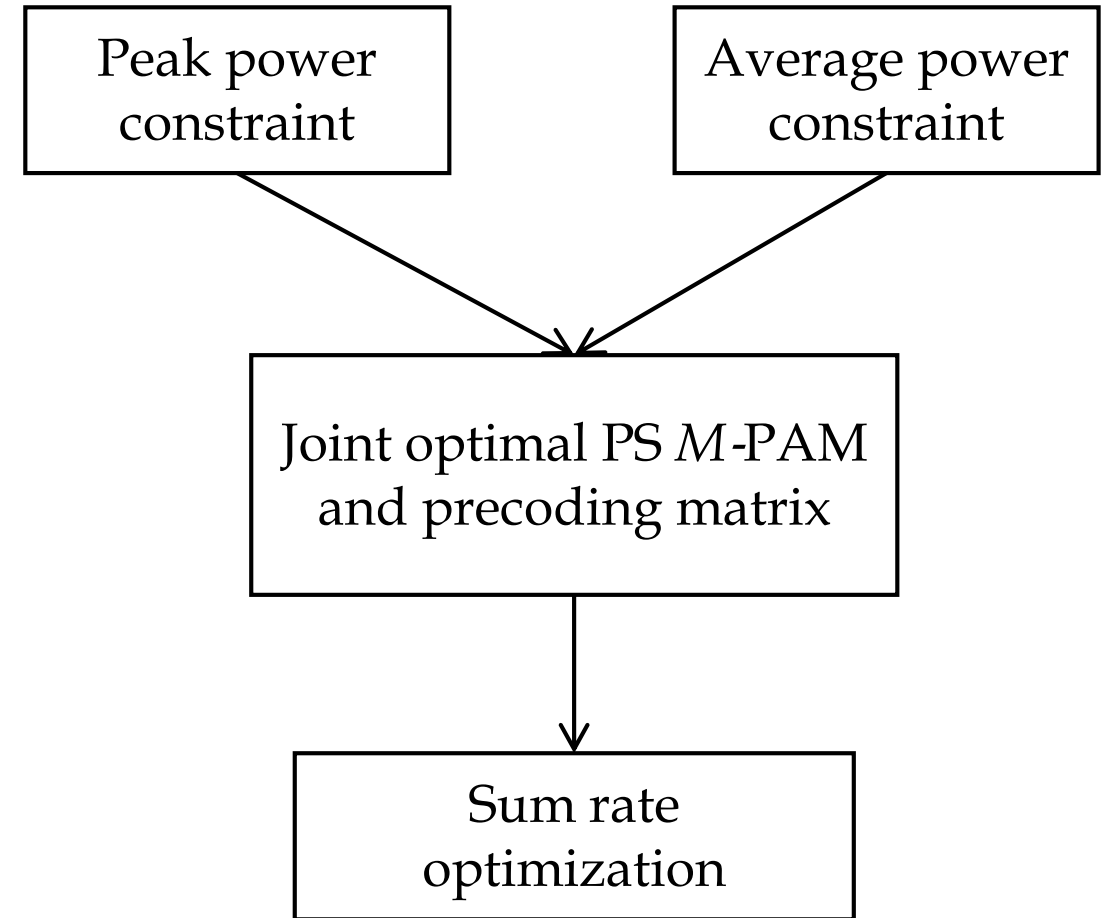 Peak power
constraint
Average power
constraint
Joint optimal PS M-PAM
and precoding matrix
Sum rate
optimization